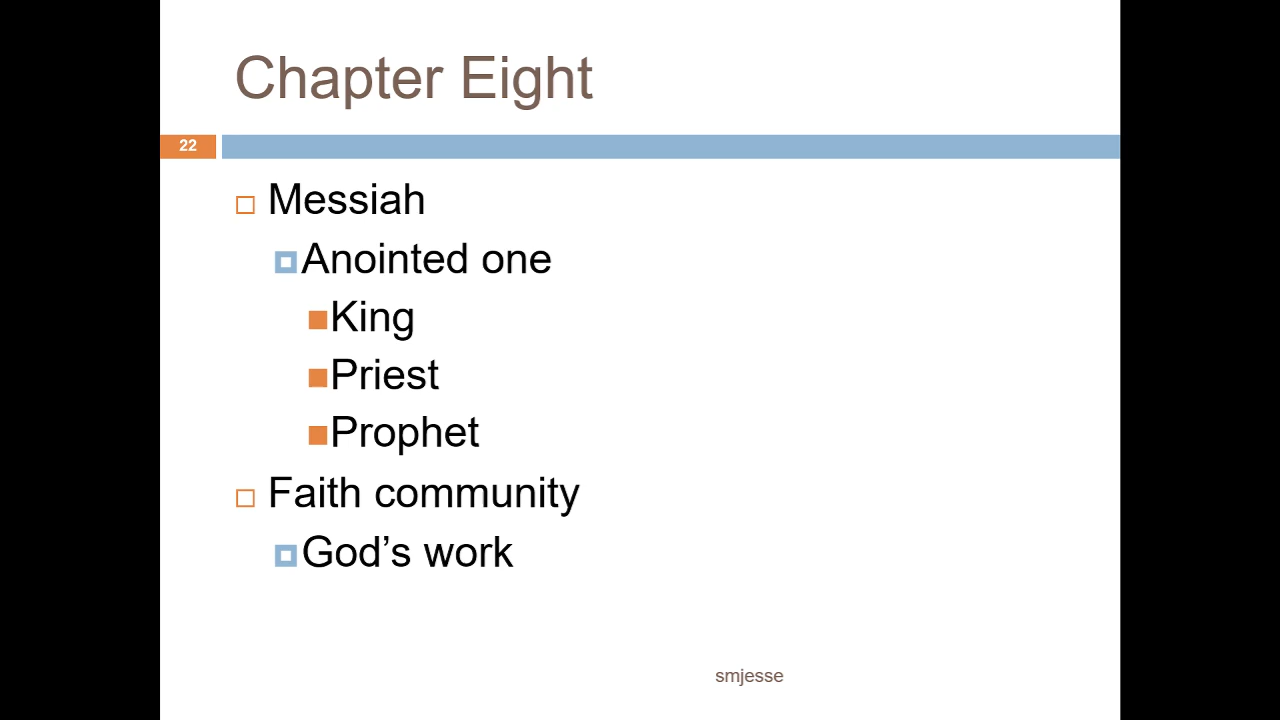 Chapter Eight
22
Messiah
Anointed one
King
Priest
Prophet
Faith community
God’s work
smjesse